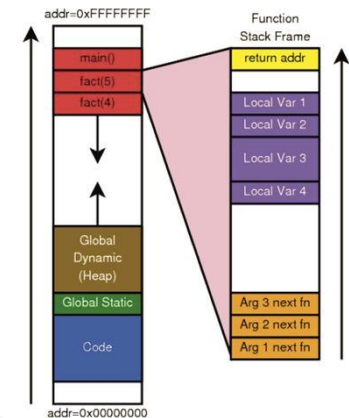 addr=0xFFFFFFFF
main()
fact(5)
fact(4)
Global
Dynamic
(Heap)
Global Static
Code
addr=0x00000000
Function
Stack Frame
return addr
Local Var 1
Local Var 2
Local Var 3
Local Var 4
Arg 3 next fn
Arg 2 next fn
Arg 1 next fn